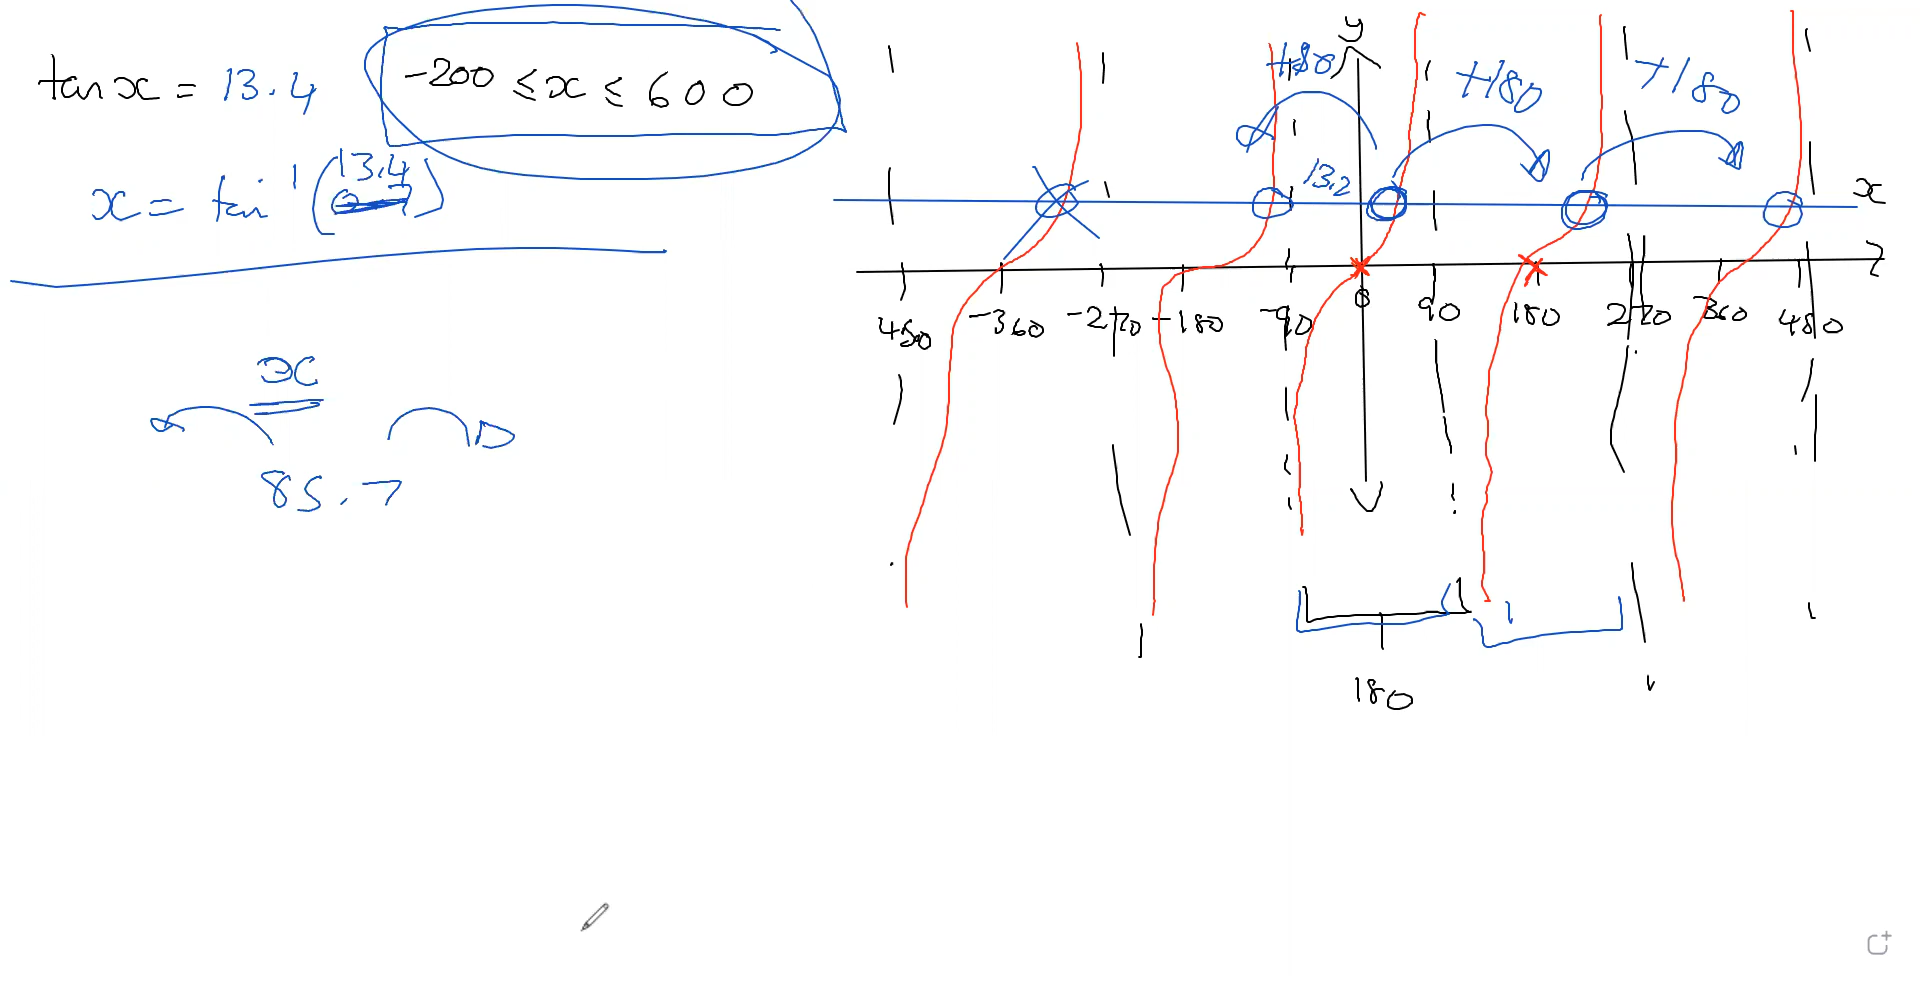 tan x = 13.4
-200 ≤ x ≤ 600
x = tan⁻¹(13.4)
x
85.7
y
+180 +180 +180
13.2
x
450 -360 -270 -180 -90 0 90 180 270 360 480
180